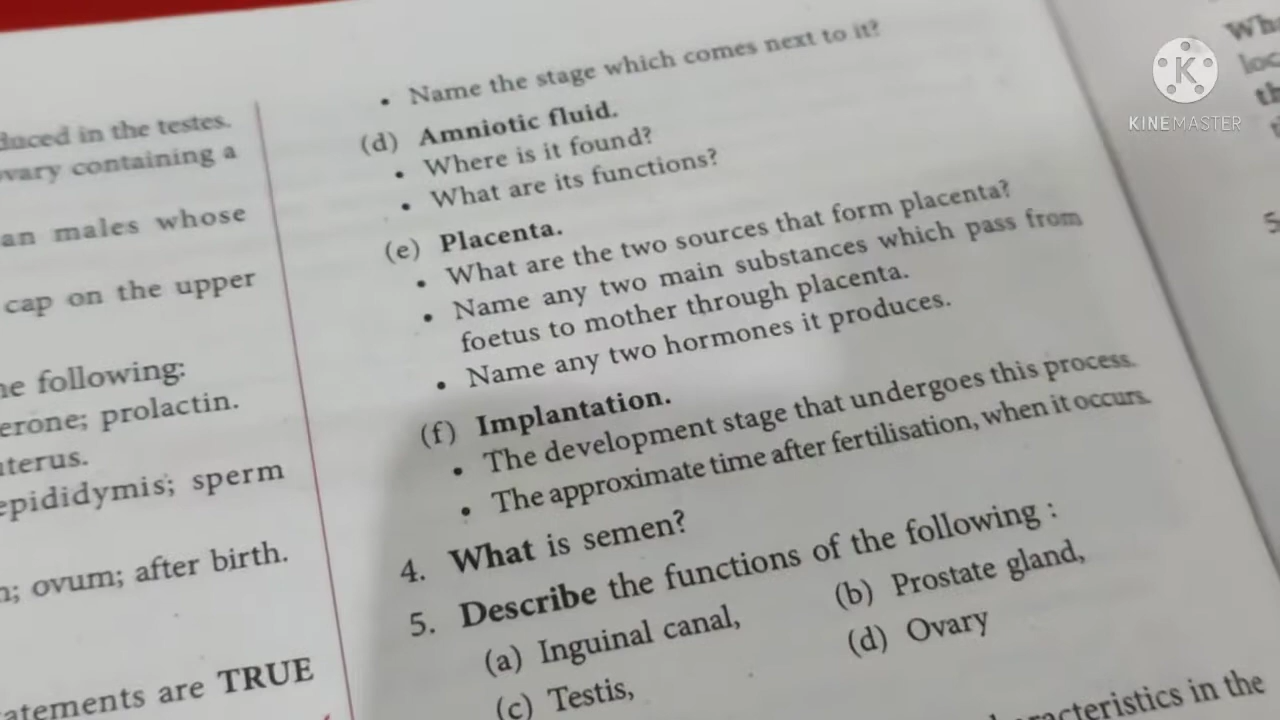 duced in the testes.
ovary containing a
an males whose
cap on the upper
he following:
erone; prolactin.
uterus.
epididymis; sperm
n; ovum; after birth.
atements are TRUE
• Name the stage which comes next to it?
(d) Amniotic fluid.
• Where is it found?
• What are its functions?
(e) Placenta.
• What are the two sources that form placenta?
• Name any two main substances which pass from
foetus to mother through placenta.
• Name any two hormones it produces.
(f) Implantation.
• The development stage that undergoes this process.
• The approximate time after fertilisation, when it occurs.
4. What is semen?
5. Describe the functions of the following :
(a) Inguinal canal, (b) Prostate gland,
(c) Testis, (d) Ovary
characteristics in the
Wh
loc
th
5
K
KINEMASTER